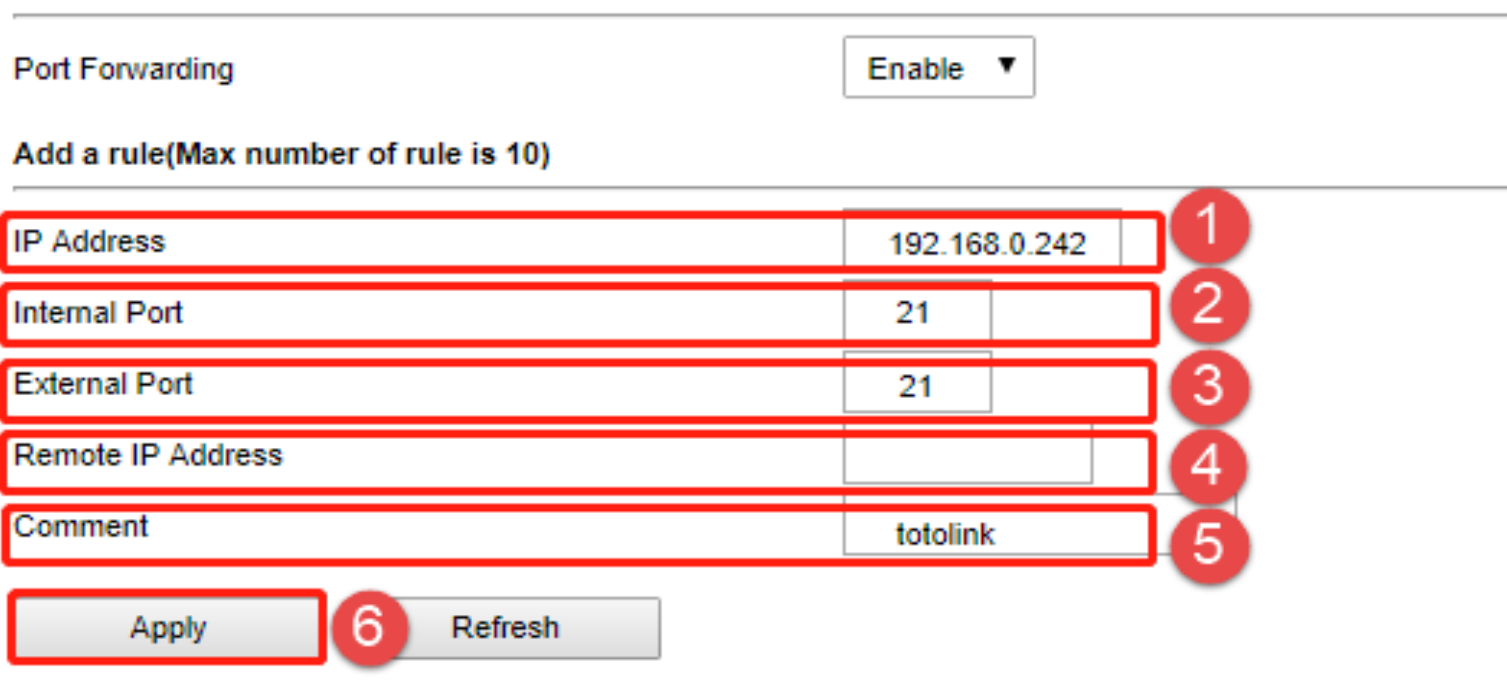 Port Forwarding Enable ▼
Add a rule(Max number of rule is 10)
IP Address 192.168.0.242 1
Internal Port 21 2
External Port 21 3
Remote IP Address 4
Comment totolink 5
Apply 6 Refresh